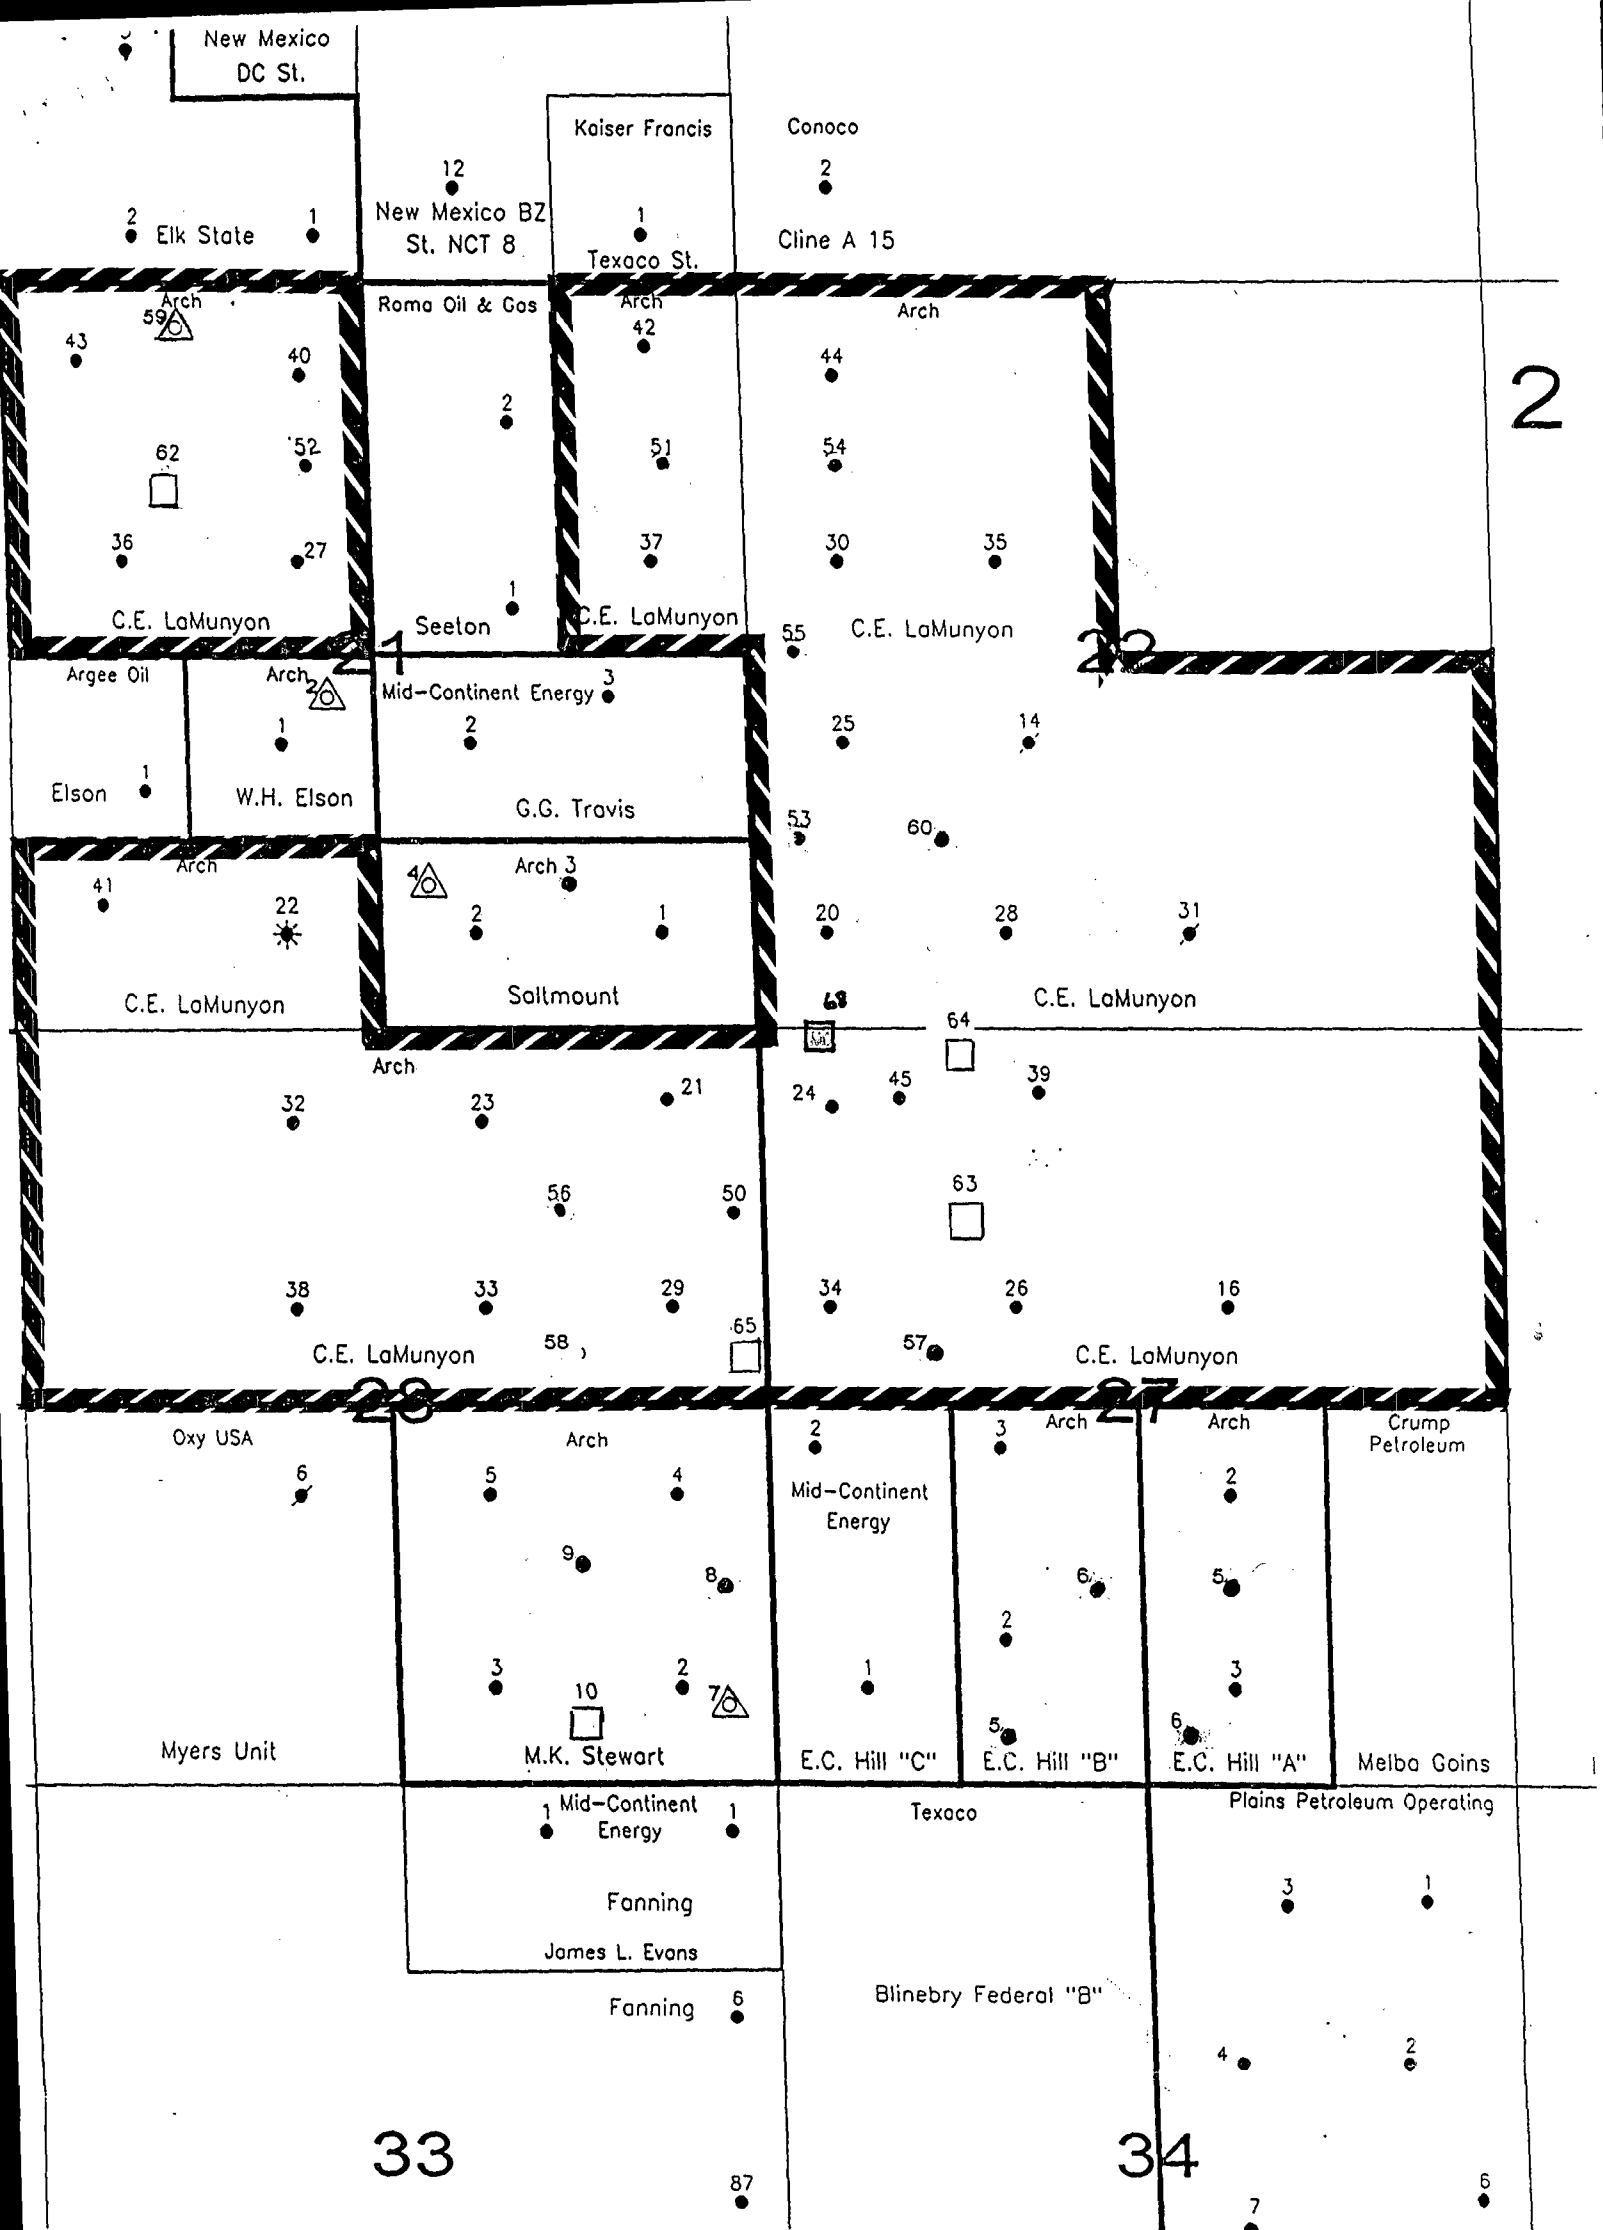 New Mexico
DC St.
Kaiser Francis
Conoco
12
2
New Mexico BZ
St. NCT 8
2
Elk State
1
1
Texaco St.
Cline A 15
Arch
59
Roma Oil & Gas
Arch
Arch
43
40
42
44
2
2
62
52
51
54
36
27
37
30
35
1
C.E. LaMunyon
Seeton
C.E. LaMunyon
C.E. LaMunyon
55
21
22
Argee Oil
Arch
2
Mid-Continent Energy
3
1
2
25
14
1
Elson
W.H. Elson
G.G. Travis
53
60
Arch
4
Arch 3
41
22
2
1
20
28
31
C.E. LaMunyon
Saltmount
68
C.E. LaMunyon
64
Arch
32
23
21
24
45
39
56
50
63
38
33
29
34
26
16
58
65
57
C.E. LaMunyon
C.E. LaMunyon
28
27
Oxy USA
Arch
2
3
Arch
Arch
Crump
Petroleum
6
5
4
2
Mid-Continent
Energy
9
8
6
5
2
3
2
1
3
10
7
5
6
Myers Unit
M.K. Stewart
E.C. Hill "C"
E.C. Hill "B"
E.C. Hill "A"
Melba Goins
1
Mid-Continent
Energy
1
Texaco
Plains Petroleum Operating
3
1
Fanning
James L. Evans
Fanning
6
Blinebry Federal "B"
4
2
33
34
87
7
6